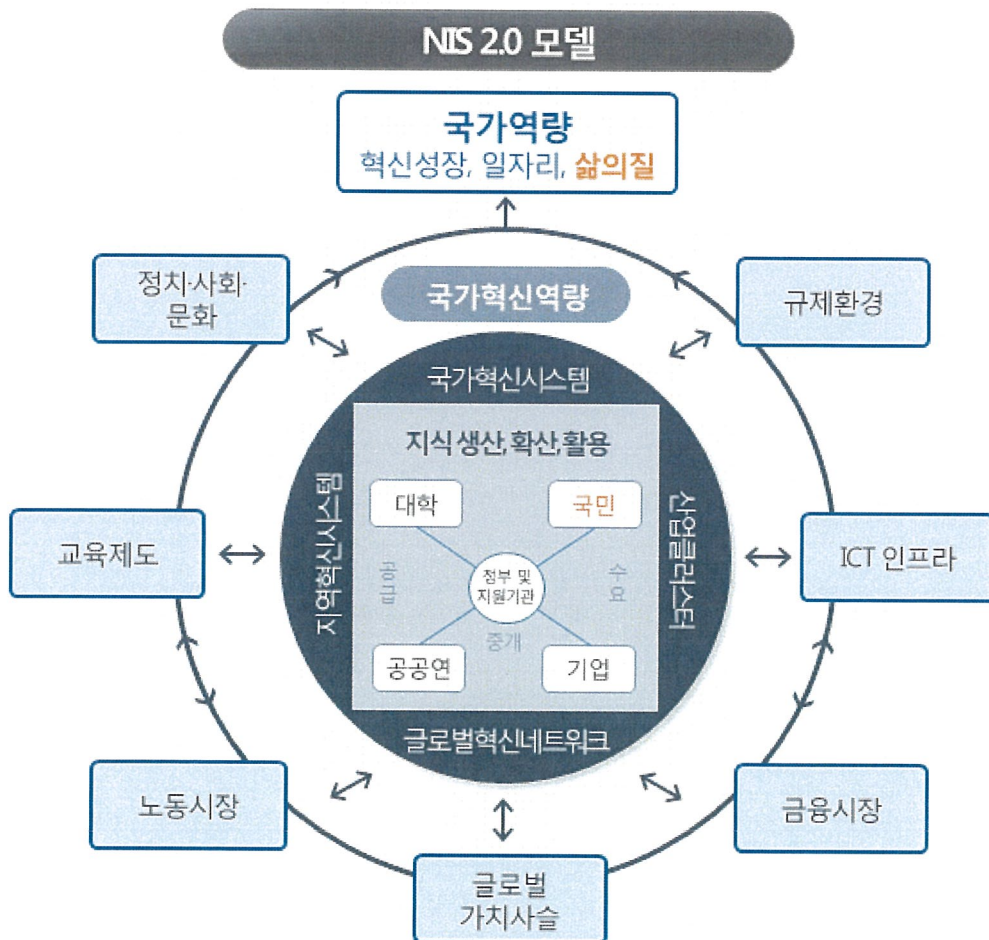 NIS 2.0 모델
국가역량
혁신성장, 일자리, 삶의질
정치·사회·
문화
국가혁신역량
규제환경
국가혁신시스템
지식 생산, 확산, 활용
대학
국민
지역혁신시스템
산업클러스터
교육제도
공급
정부 및
지원기관
수요
ICT 인프라
중개
공공연
기업
글로벌혁신네트워크
노동시장
금융시장
글로벌
가치사슬